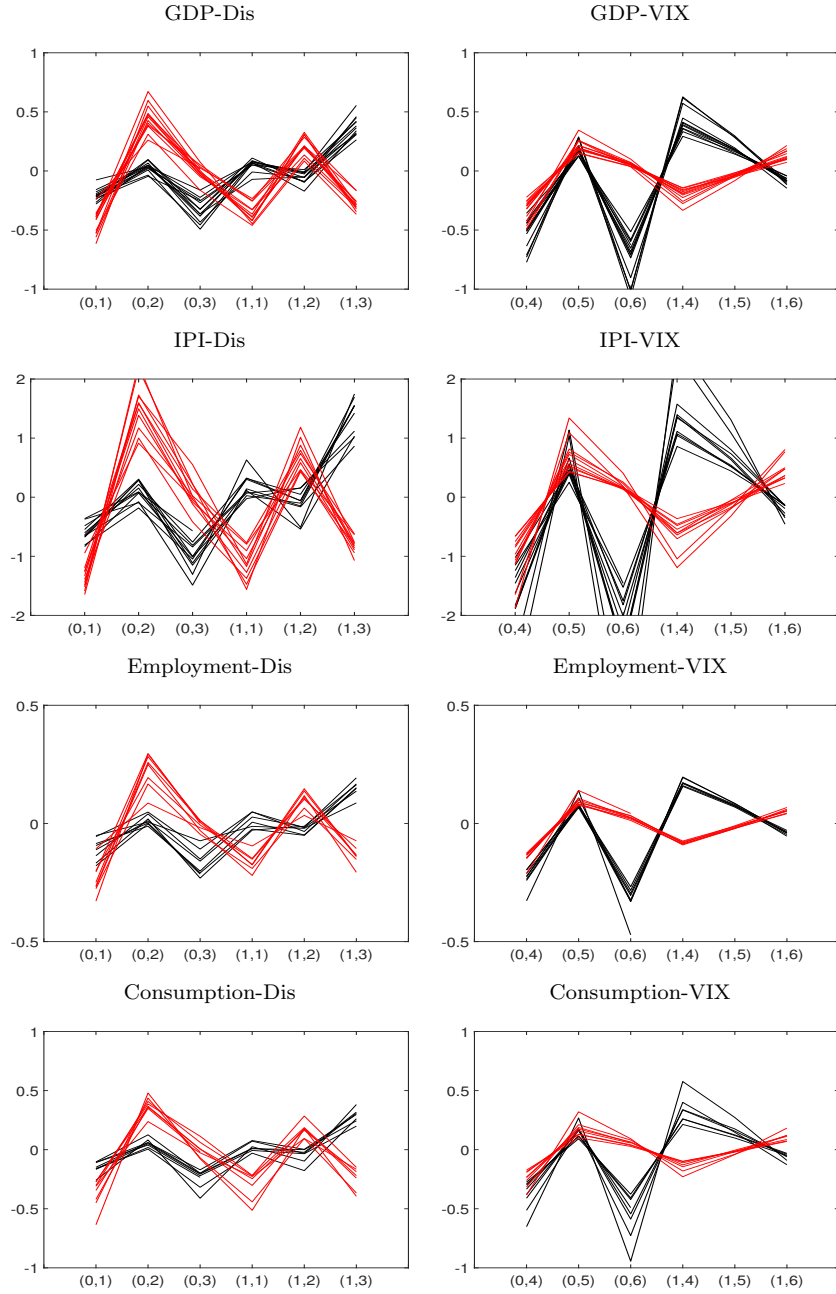 GDP-Dis GDP-VIX
1 1
0.5 0.5
0 0
-0.5 -0.5
-1 -1
(0,1) (0,2) (0,3) (1,1) (1,2) (1,3) (0,4) (0,5) (0,6) (1,4) (1,5) (1,6)
IPI-Dis IPI-VIX
2 2
1 1
0 0
-1 -1
-2 -2
(0,1) (0,2) (0,3) (1,1) (1,2) (1,3) (0,4) (0,5) (0,6) (1,4) (1,5) (1,6)
Employment-Dis Employment-VIX
0.5 0.5
0 0
-0.5 -0.5
(0,1) (0,2) (0,3) (1,1) (1,2) (1,3) (0,4) (0,5) (0,6) (1,4) (1,5) (1,6)
Consumption-Dis Consumption-VIX
1 1
0.5 0.5
0 0
-0.5 -0.5
-1 -1
(0,1) (0,2) (0,3) (1,1) (1,2) (1,3) (0,4) (0,5) (0,6) (1,4) (1,5) (1,6)